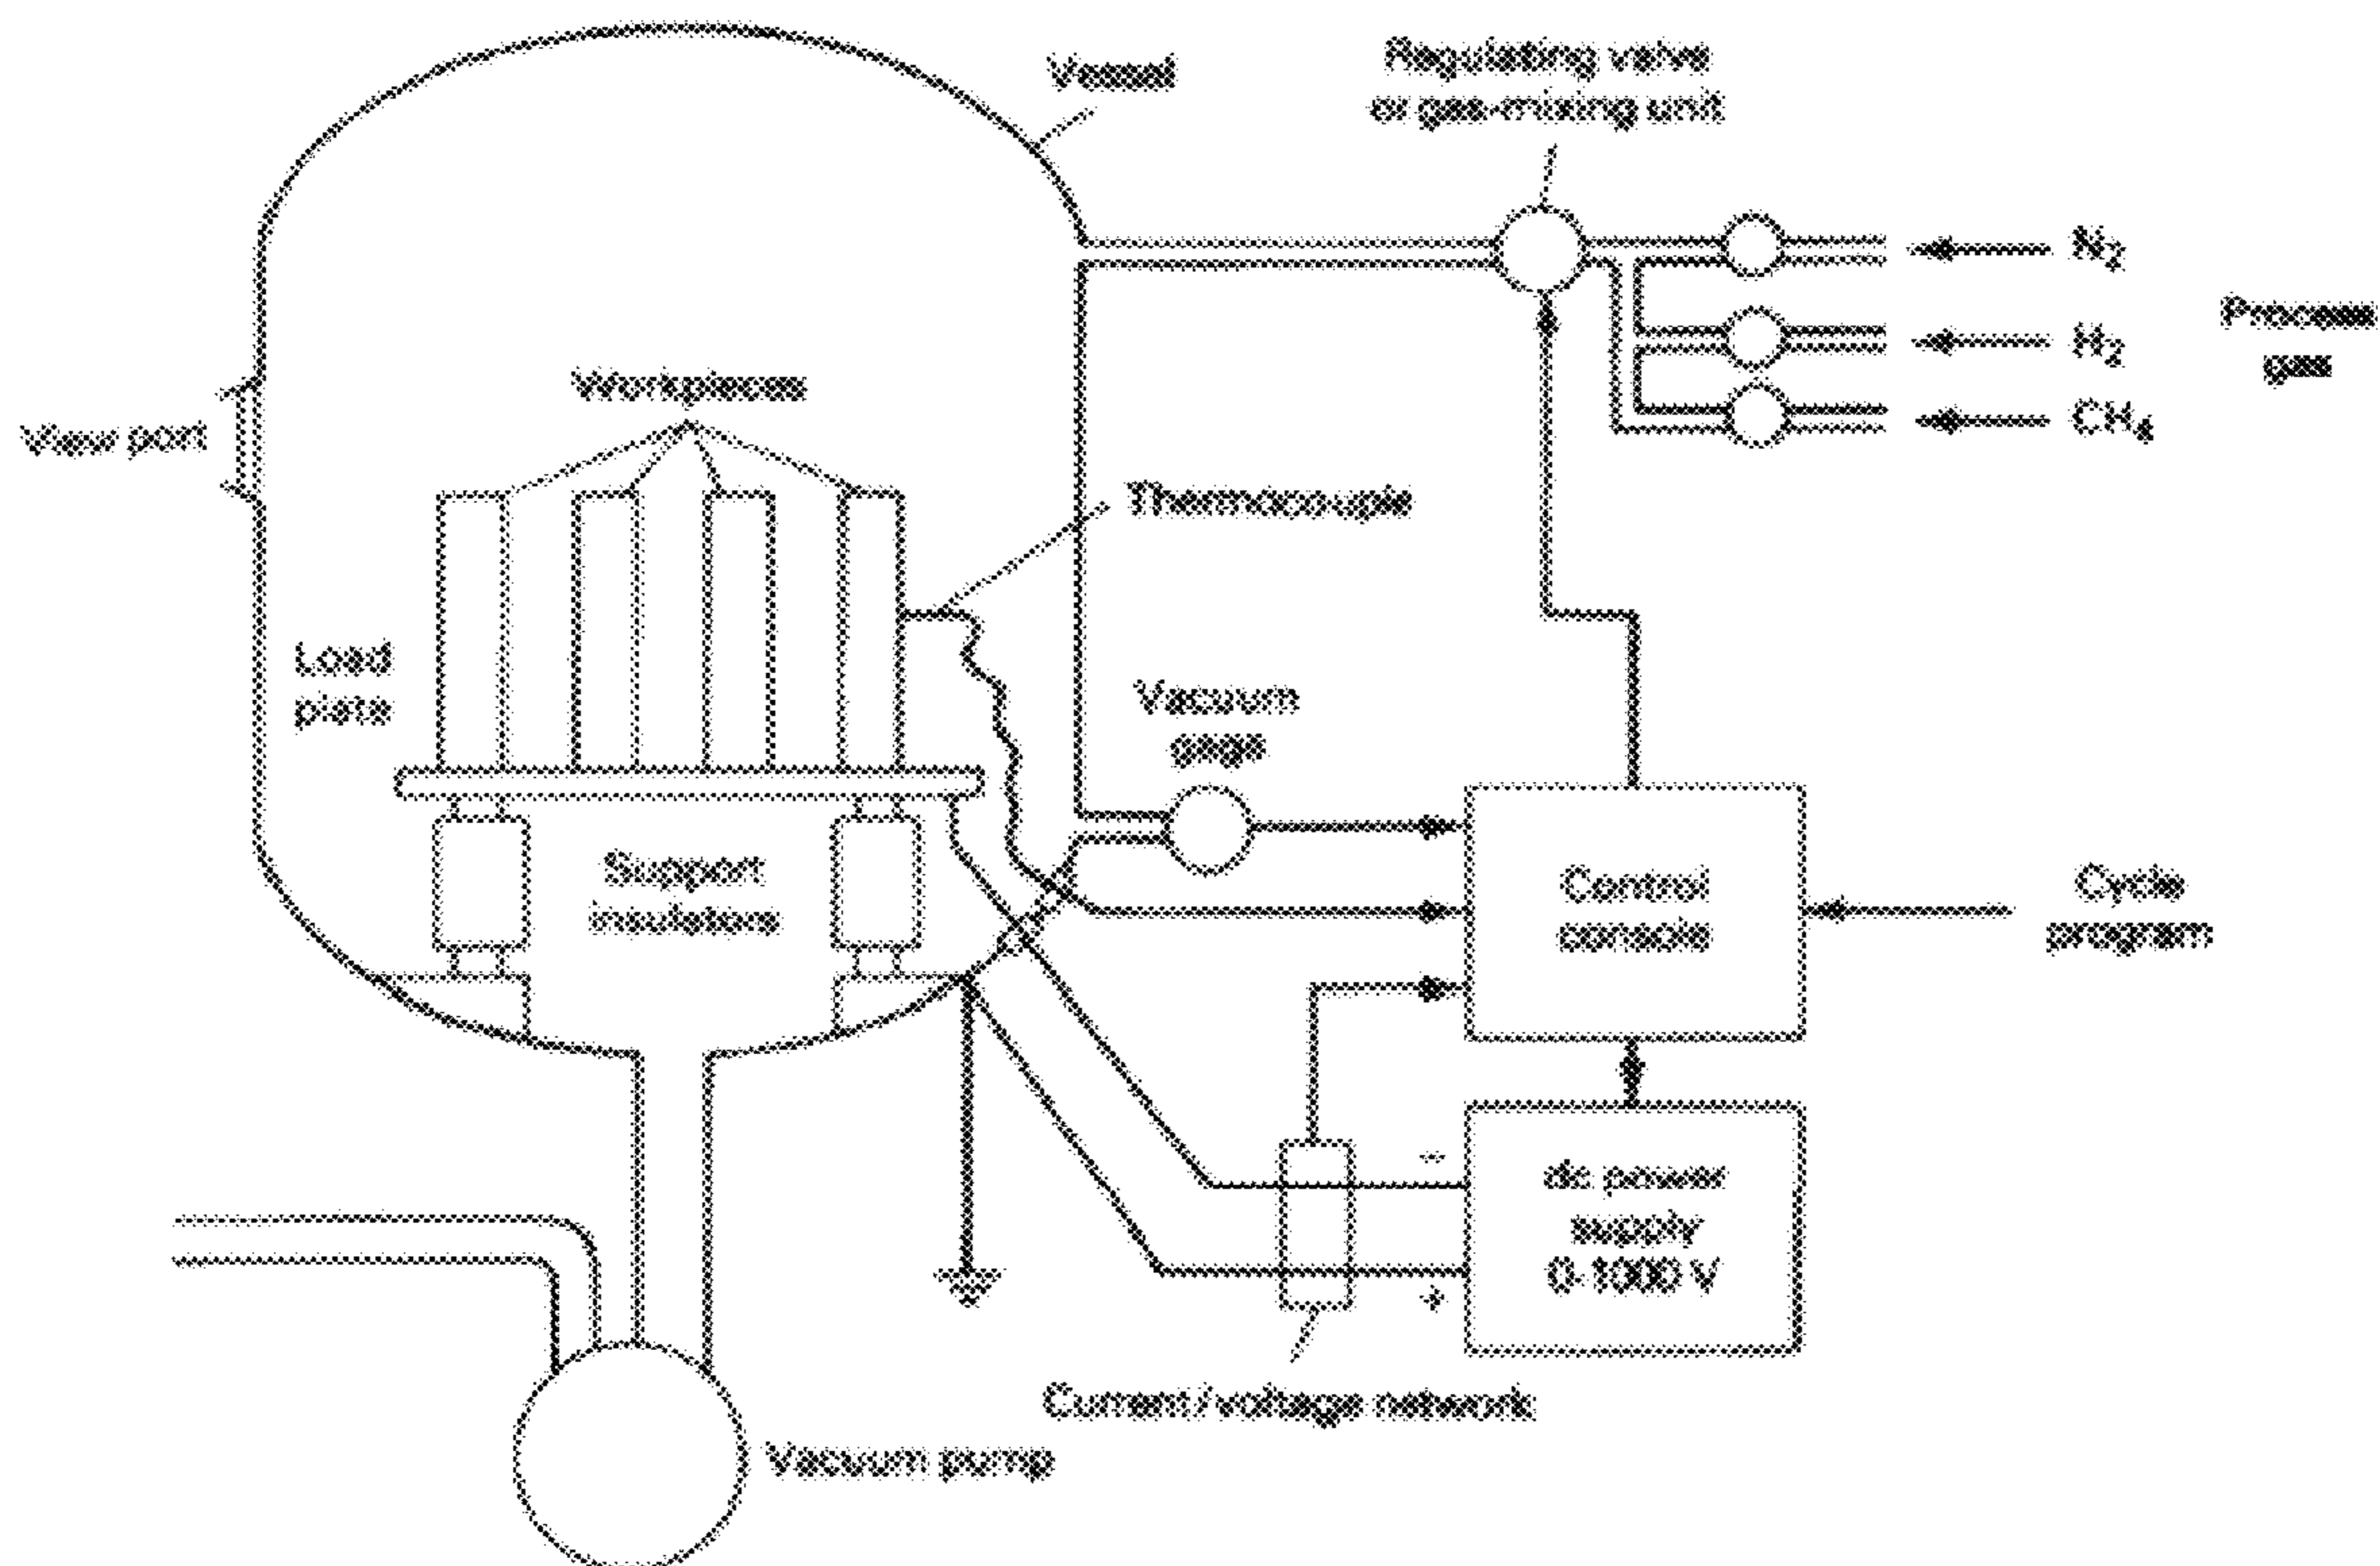 Vessel
Regulating valve
or gas-mixing unit
N2
H2
CH4
Process
gas
Workpieces
View port
Thermocouple
Load
plate
Vacuum
gage
Support
insulators
Control
console
Cycle
program
-
dc power
supply
0-1000 V
+
Current/voltage network
Vacuum pump